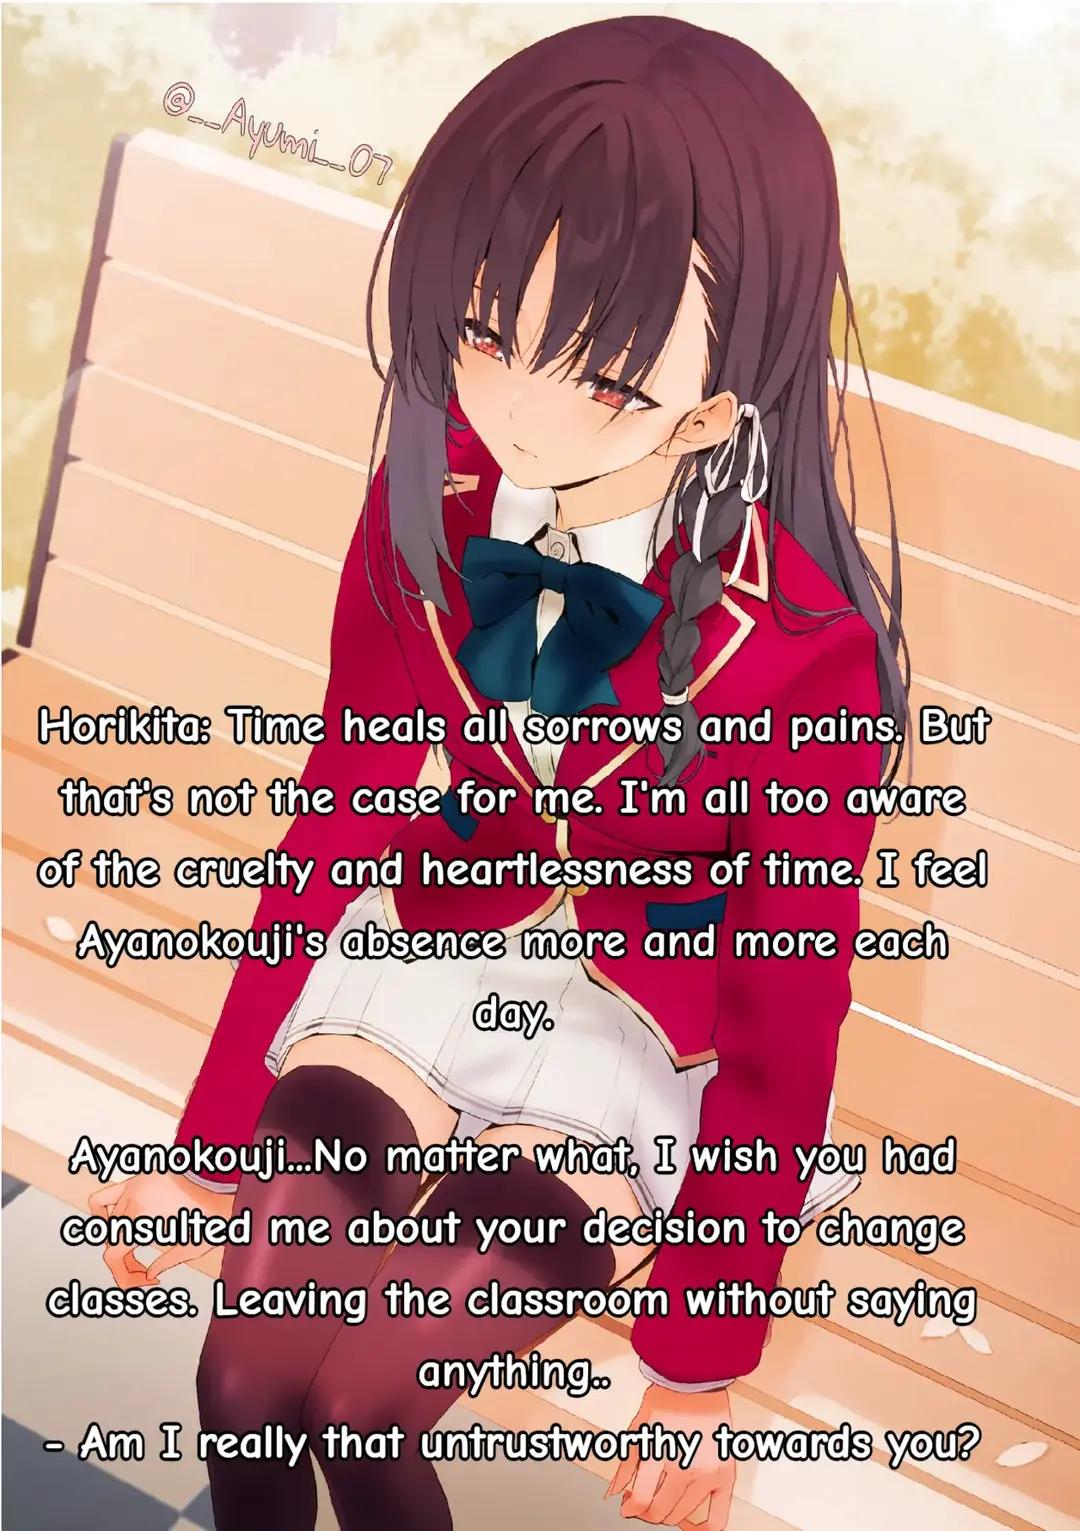 @__Ayumi__07
Horikita: Time heals all sorrows and pains. But
that's not the case for me. I'm all too aware
of the cruelty and heartlessness of time. I feel
Ayanokouji's absence more and more each
day.
Ayanokouji...No matter what, I wish you had
consulted me about your decision to change
classes. Leaving the classroom without saying
anything..
- Am I really that untrustworthy towards you?